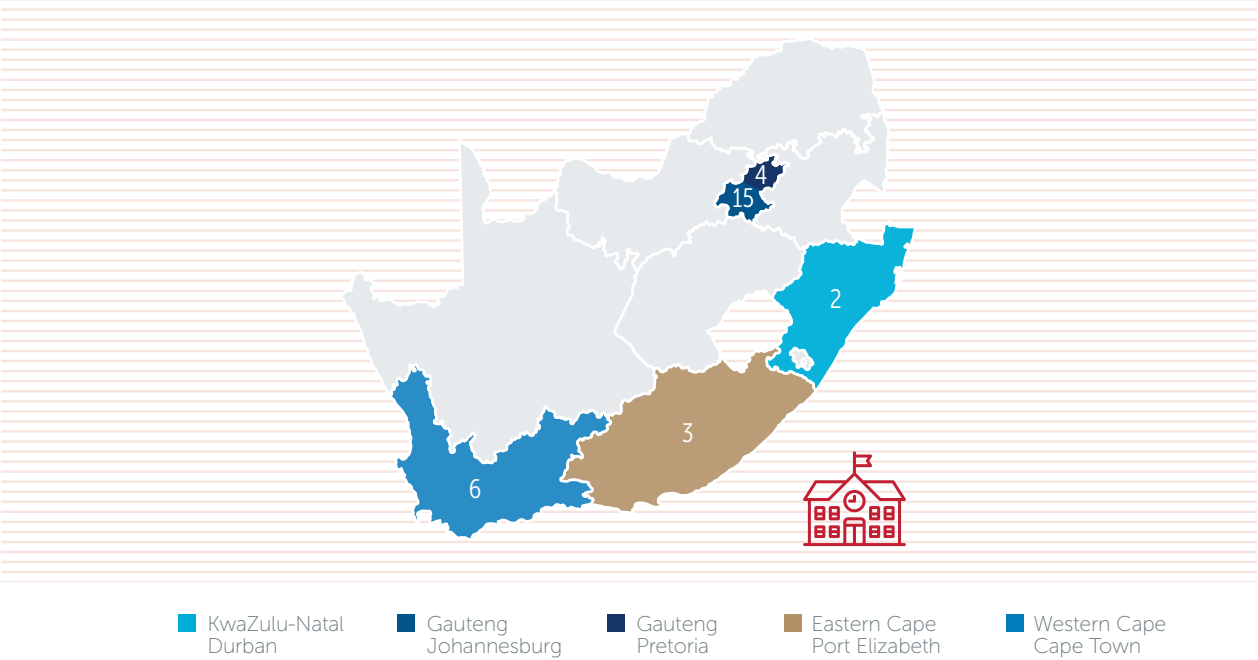 4
15
2
3
6
KwaZulu-Natal
Durban
Gauteng
Johannesburg
Gauteng
Pretoria
Eastern Cape
Port Elizabeth
Western Cape
Cape Town